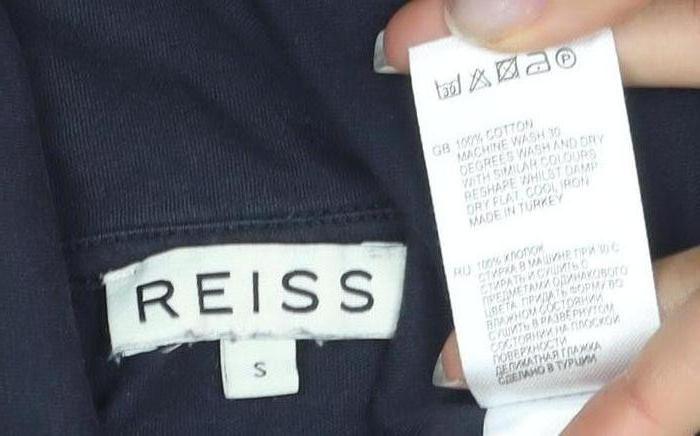 REISS
S
30
P
GB 100% COTTON
MACHINE WASH 30
DEGREES WASH AND DRY
WITH SIMILAR COLOURS
RESHAPE WHILST DAMP
DRY FLAT, COOL IRON
MADE IN TURKEY
RU 100% ХЛОПОК
СТИРКА В МАШИНЕ ПРИ 30 С
СТИРАТЬ И СУШИТЬ С
ПРЕДМЕТАМИ ОДИНАКОВОГО
ЦВЕТА ПРИДАТЬ ФОРМУ ВО
ВЛАЖНОМ СОСТОЯНИИ
СУШИТЬ В РАЗВЁРНУТОМ
СОСТОЯНИИ НА ПЛОСКОЙ
ПОВЕРХНОСТИ
ДЕЛИКАТНАЯ ГЛАЖКА
СДЕЛАНО В ТУРЦИИ